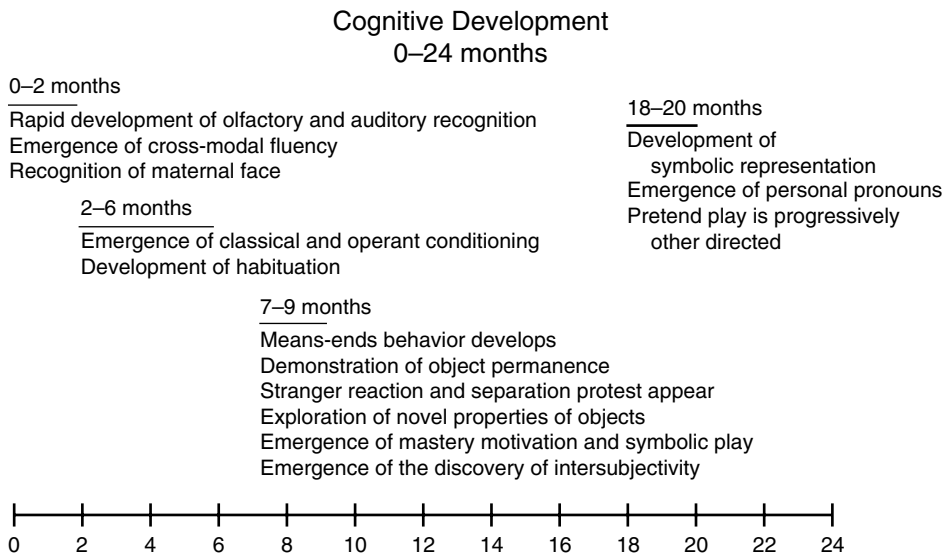 Cognitive Development
0–24 months
0–2 months
Rapid development of olfactory and auditory recognition
Emergence of cross-modal fluency
Recognition of maternal face
2–6 months
Emergence of classical and operant conditioning
Development of habituation
7–9 months
Means-ends behavior develops
Demonstration of object permanence
Stranger reaction and separation protest appear
Exploration of novel properties of objects
Emergence of mastery motivation and symbolic play
Emergence of the discovery of intersubjectivity
18–20 months
Development of
symbolic representation
Emergence of personal pronouns
Pretend play is progressively
other directed
0 2 4 6 8 10 12 14 16 18 20 22 24